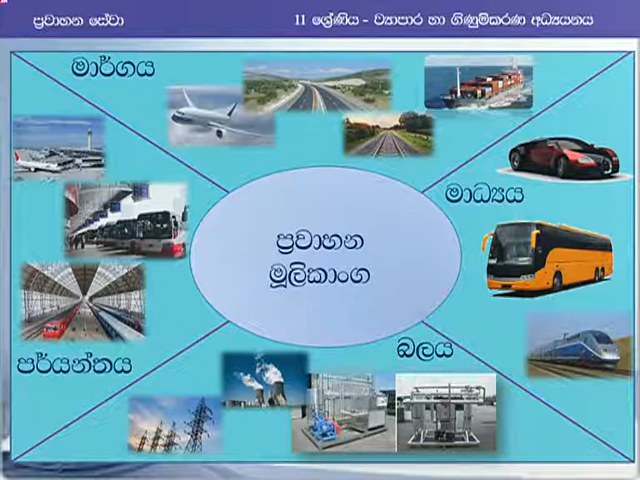 ප්‍රවාහන සේවා
11 ශ්‍රේණිය - ව්‍යාපාර හා ගිණුම්කරණ අධ්‍යයනය
මාර්ගය
මාධ්‍යය
ප්‍රවාහන
මූලිකාංග
පර්යන්තය
බලය